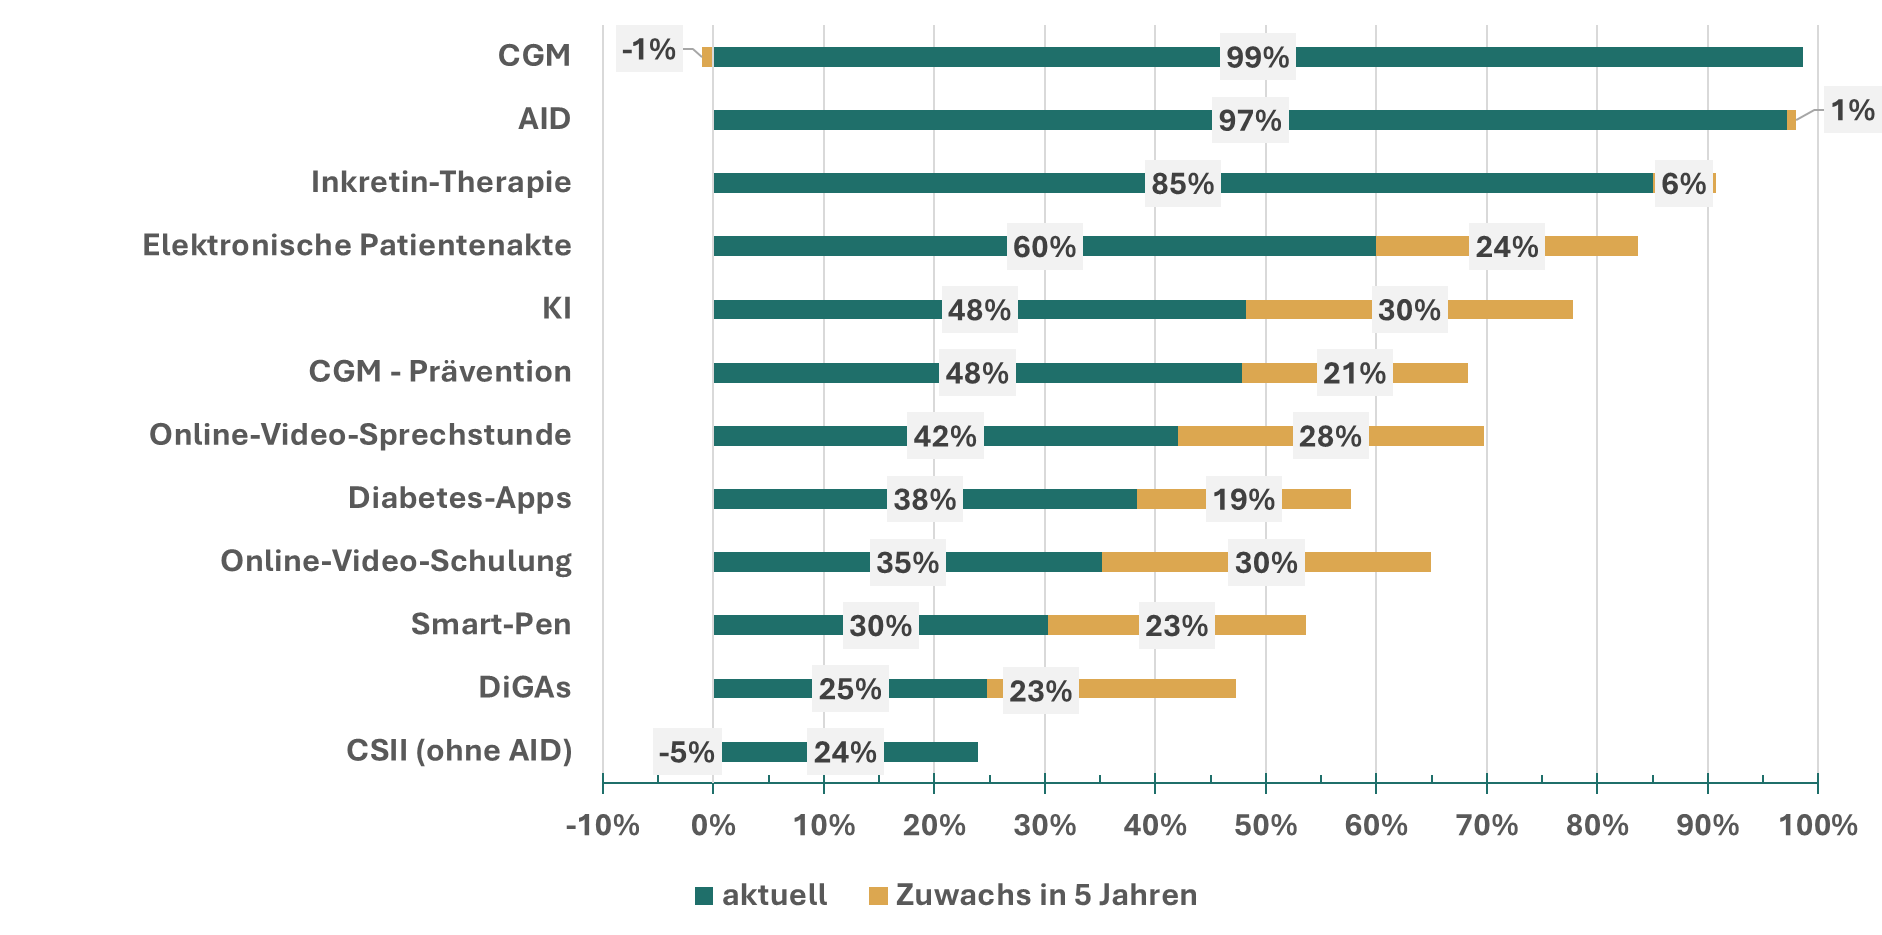 CGM -1% 99%
AID 97% 1%
Inkretin-Therapie 85% 6%
Elektronische Patientenakte 60% 24%
KI 48% 30%
CGM - Prävention 48% 21%
Online-Video-Sprechstunde 42% 28%
Diabetes-Apps 38% 19%
Online-Video-Schulung 35% 30%
Smart-Pen 30% 23%
DiGAs 25% 23%
CSII (ohne AID) -5% 24%
-10% 0% 10% 20% 30% 40% 50% 60% 70% 80% 90% 100%
aktuell Zuwachs in 5 Jahren